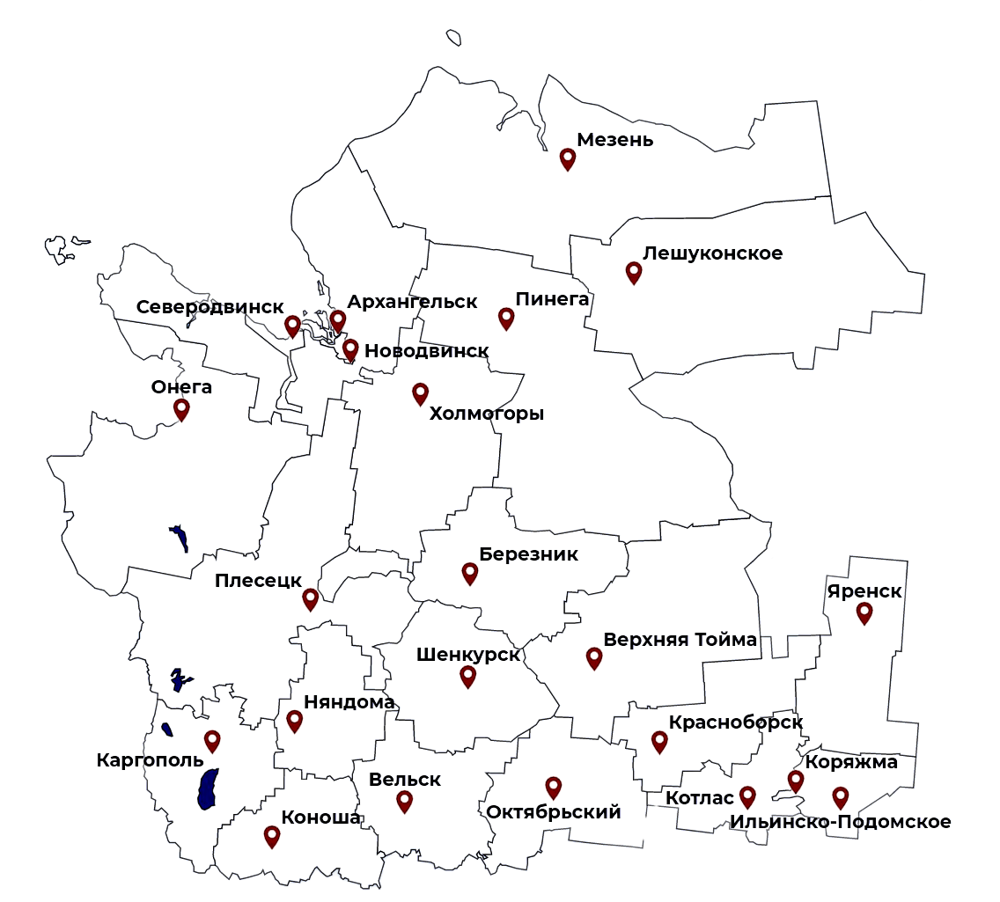 Мезень
Лешуконское
Пинега
Архангельск
Северодвинск
Новодвинск
Онега
Холмогоры
Березник
Плесецк
Яренск
Верхняя Тойма
Шенкурск
Няндома
Красноборск
Каргополь
Коряжма
Вельск
Котлас
Октябрьский
Коноша
Ильинско-Подомское